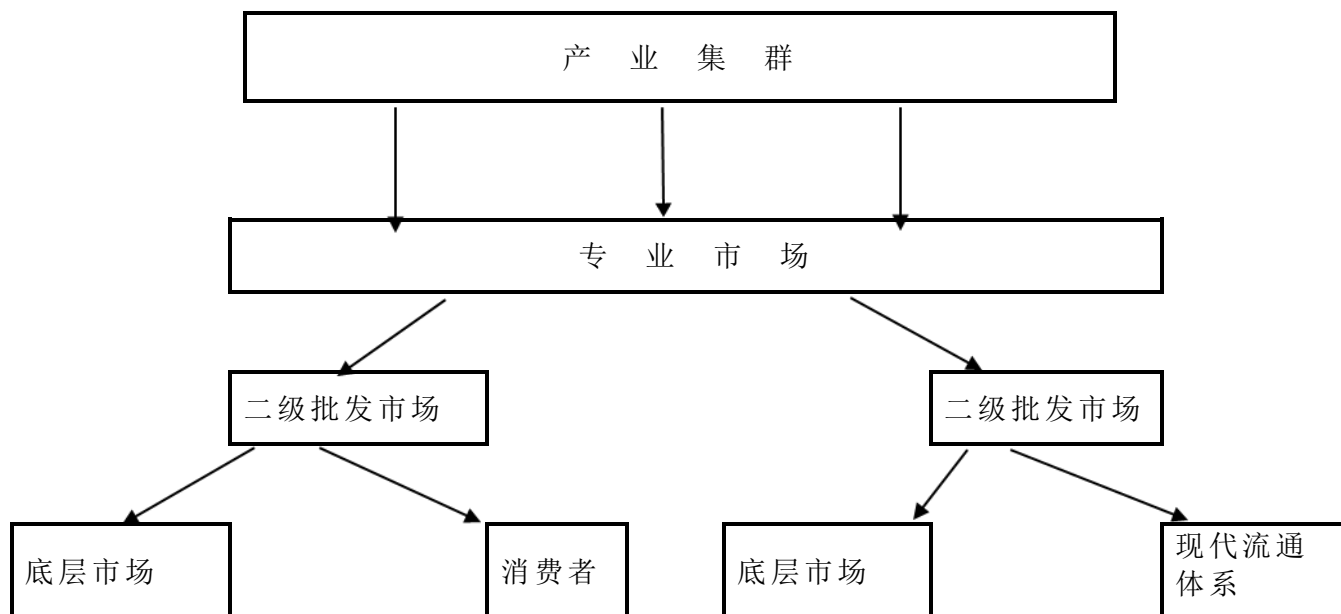 产 业 集 群
专 业 市 场
二级批发市场
二级批发市场
底层市场
消费者
底层市场
现代流通
体系